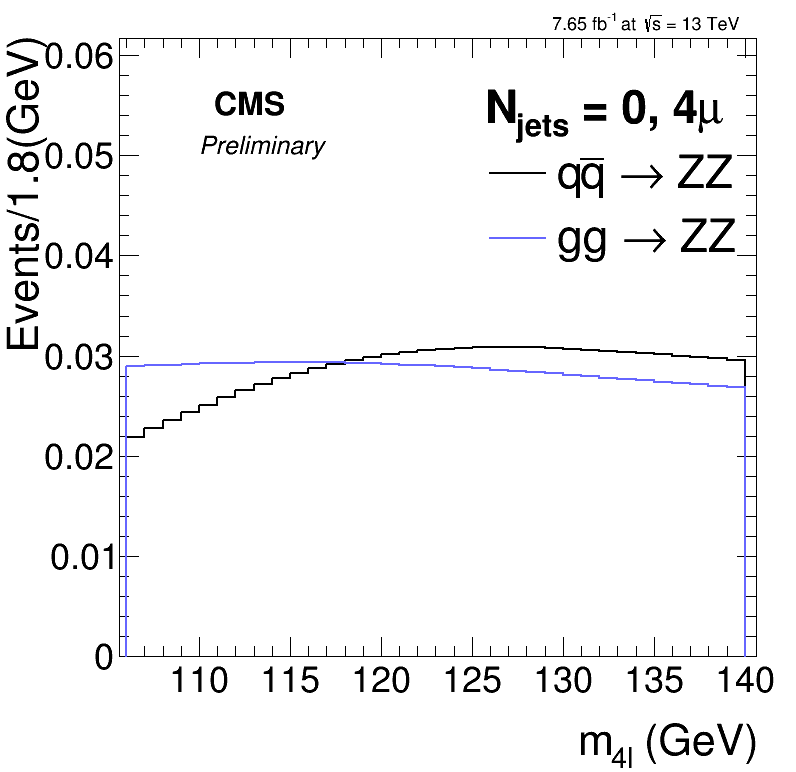 7.65 fb⁻¹ at √s = 13 TeV
CMS
Preliminary
N_jets = 0, 4μ
qq̅ → ZZ
gg → ZZ
Events/1.8(GeV)
0.06
0.05
0.04
0.03
0.02
0.01
0
110 115 120 125 130 135 140
m_4l (GeV)